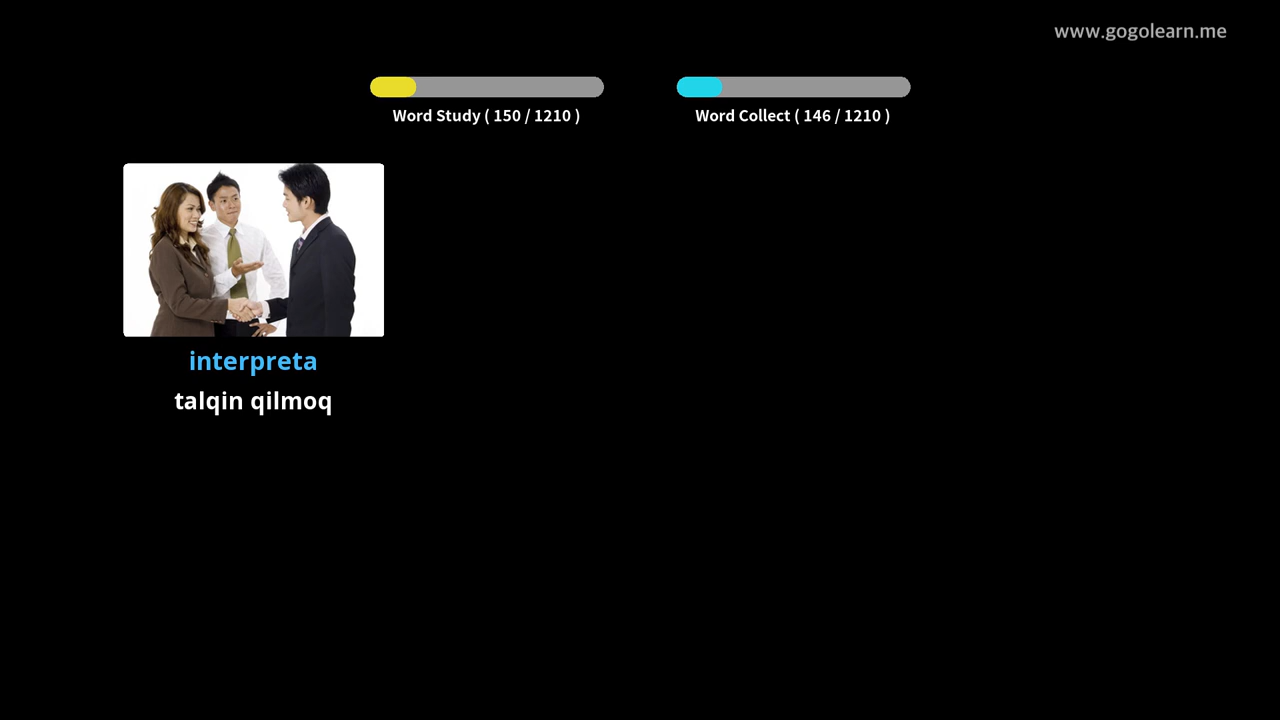 www.gogolearn.me
Word Study ( 150 / 1210 )
Word Collect ( 146 / 1210 )
interpreta
talqin qilmoq